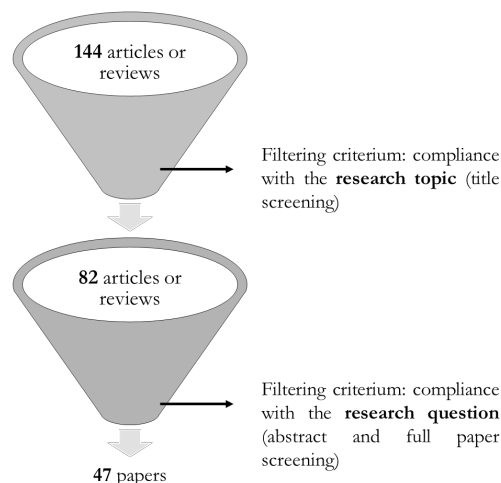 144 articles or
reviews
Filtering criterium: compliance
with the research topic (title
screening)
82 articles or
reviews
Filtering criterium: compliance
with the research question
(abstract and full paper
screening)
47 papers